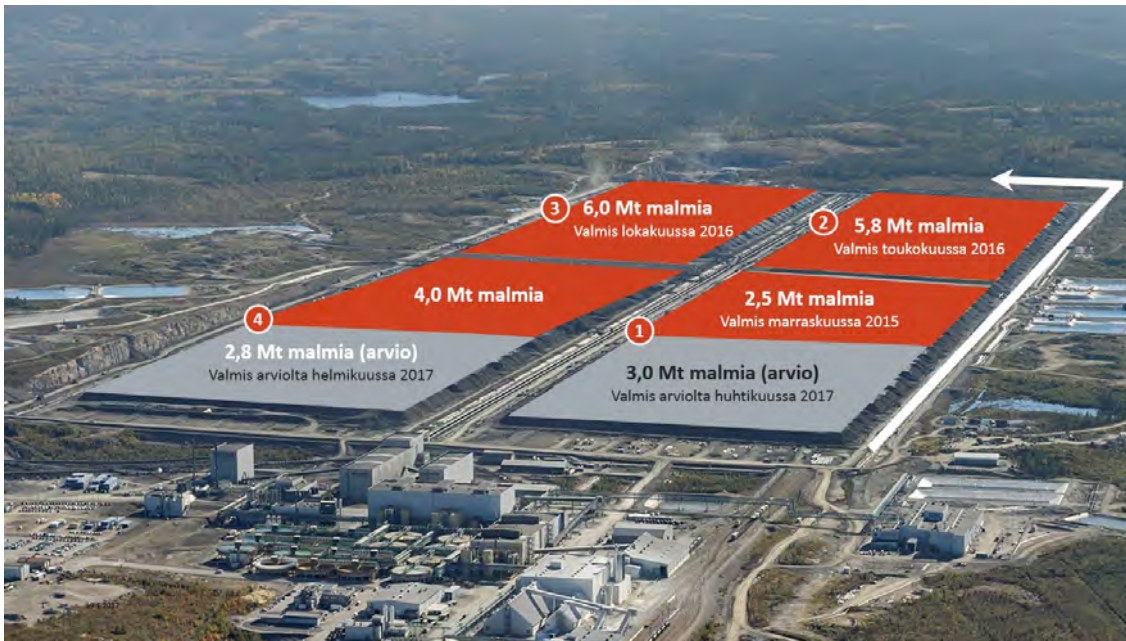 3
6,0 Mt malmia
Valmis lokakuussa 2016
2
5,8 Mt malmia
Valmis toukokuussa 2016
4,0 Mt malmia
2,5 Mt malmia
Valmis marraskuussa 2015
4
1
2,8 Mt malmia (arvio)
Valmis arviolta helmikuussa 2017
3,0 Mt malmia (arvio)
Valmis arviolta huhtikuussa 2017